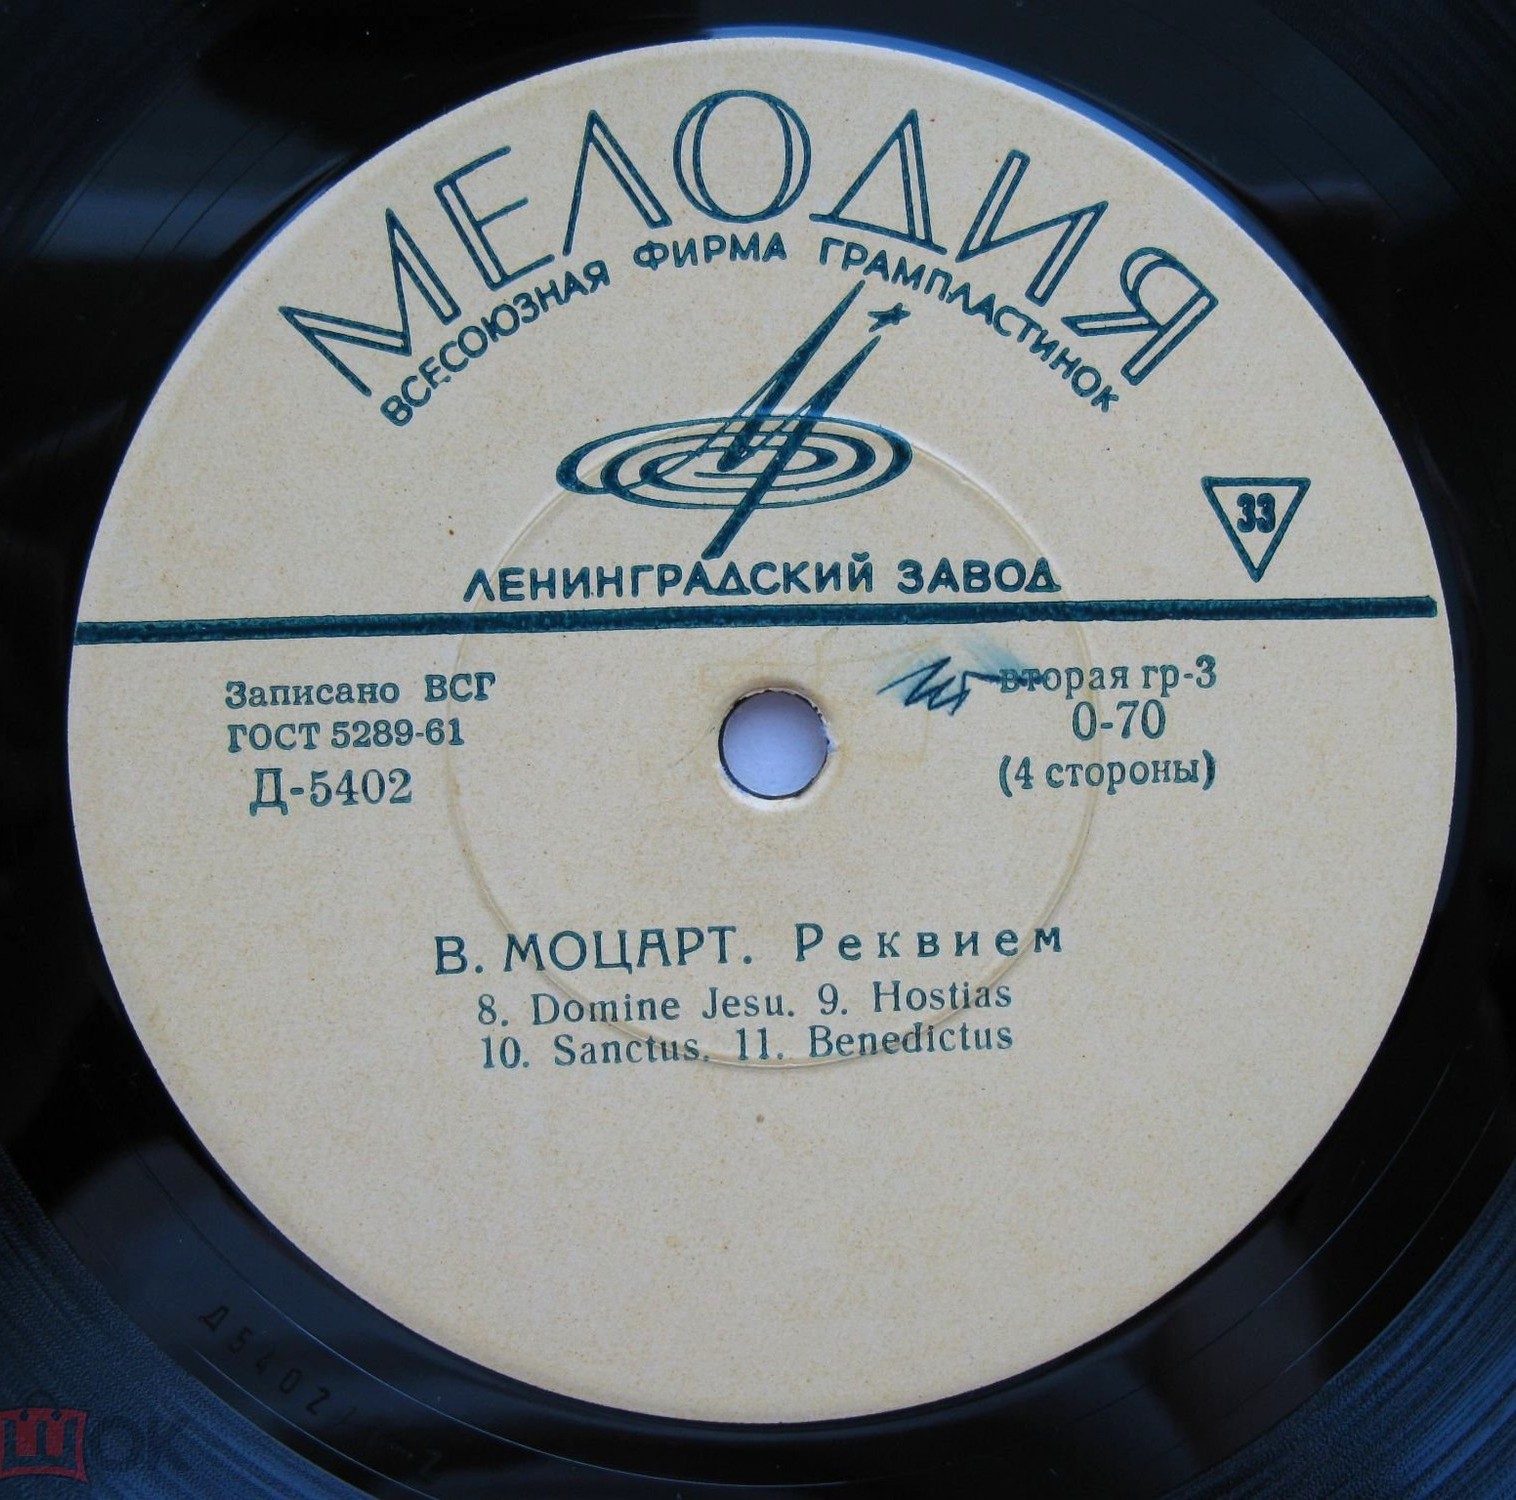 МЕЛОДИЯ
ВСЕСОЮЗНАЯ ФИРМА ГРАМПЛАСТИНОК
33
ЛЕНИНГРАДСКИЙ ЗАВОД
Записано ВСГ
ГОСТ 5289-61
Д-5402
вторая гр-3
0-70
(4 стороны)
В. МОЦАРТ. Реквием
8. Domine Jesu. 9. Hostias
10. Sanctus. 11. Benedictus
Д5402